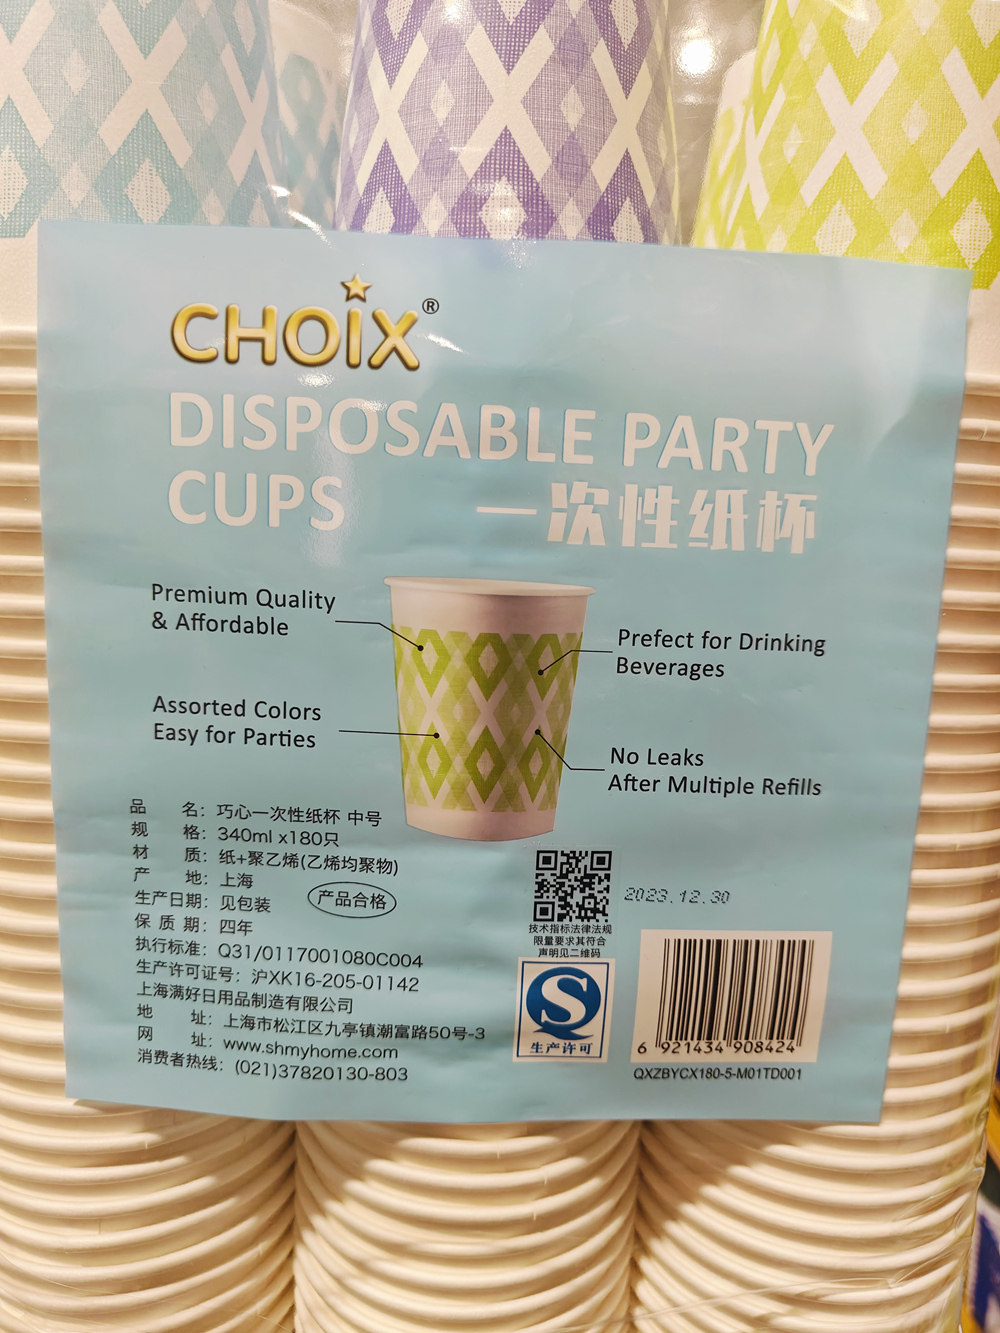 CHOIX®
DISPOSABLE PARTY
CUPS 一次性纸杯
Premium Quality
& Affordable
Prefect for Drinking
Beverages
Assorted Colors
Easy for Parties
No Leaks
After Multiple Refills
品 名：巧心一次性纸杯 中号
规 格：340ml x180只
材 质：纸+聚乙烯(乙烯均聚物)
产 地：上海
生产日期：见包装
产品合格
保 质 期：四年
执行标准：Q31/0117001080C004
生产许可证号：沪XK16-205-01142
上海满好日用品制造有限公司
地 址：上海市松江区九亭镇潮富路50号-3
网 址：www.shmyhome.com
消费者热线：(021)37820130-803
2023.12.30
技术指标法律法规
限量要求其符合
声明见二维码
生产许可
6 921434 908424
QXZBYCX180-5-M01TD001